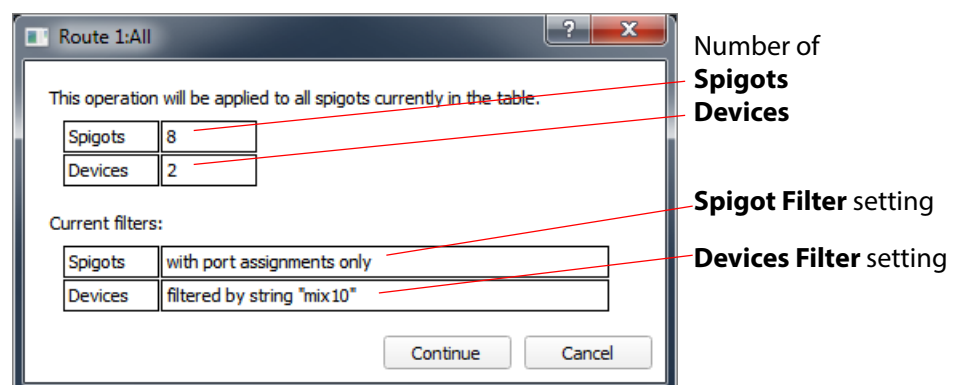 Route 1:All
?
x
This operation will be applied to all spigots currently in the table.
Spigots 8
Devices 2
Current filters:
Spigots with port assignments only
Devices filtered by string "mix10"
Continue Cancel
Number of
Spigots
Devices
Spigot Filter setting
Devices Filter setting